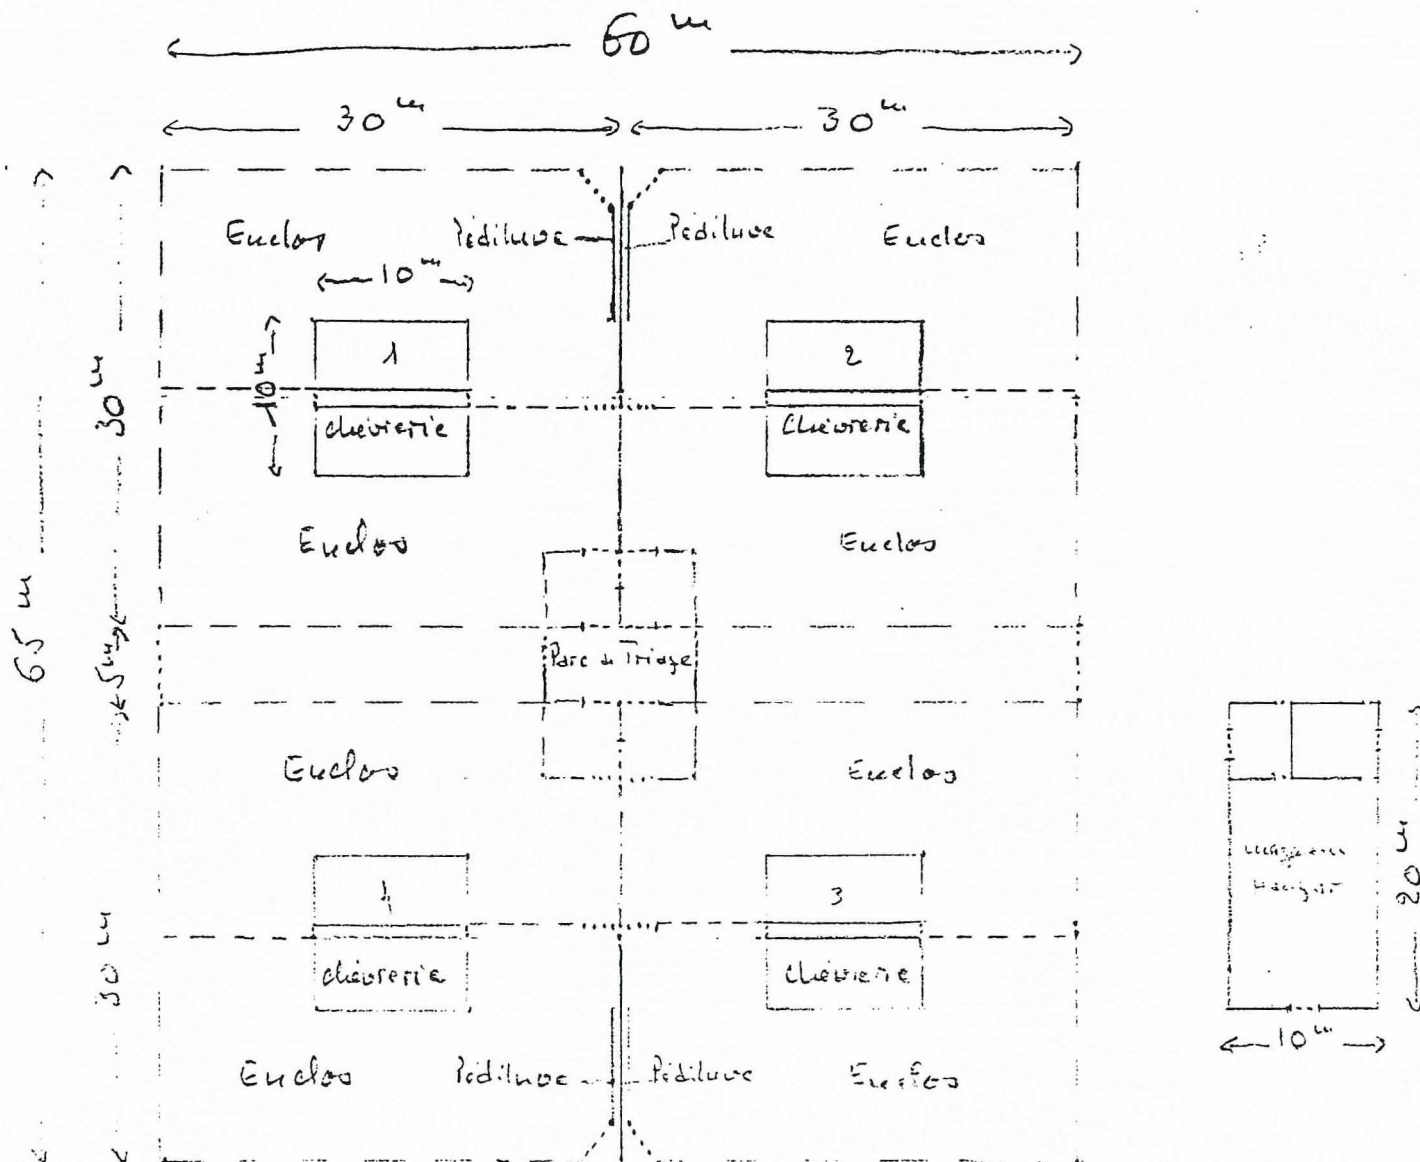 60 m
30 m
30 m
Enclos
Pédiluve
Pédiluve
Enclos
10 m
10 m
1
2
Chèvrerie
Chèvrerie
30 m
65 m
Enclos
Enclos
5 m
Parc de Triage
Enclos
Enclos
4
3
Chèvrerie
Chèvrerie
30 m
20 m
10 m
Enclos
Pédiluve
Pédiluve
Enclos